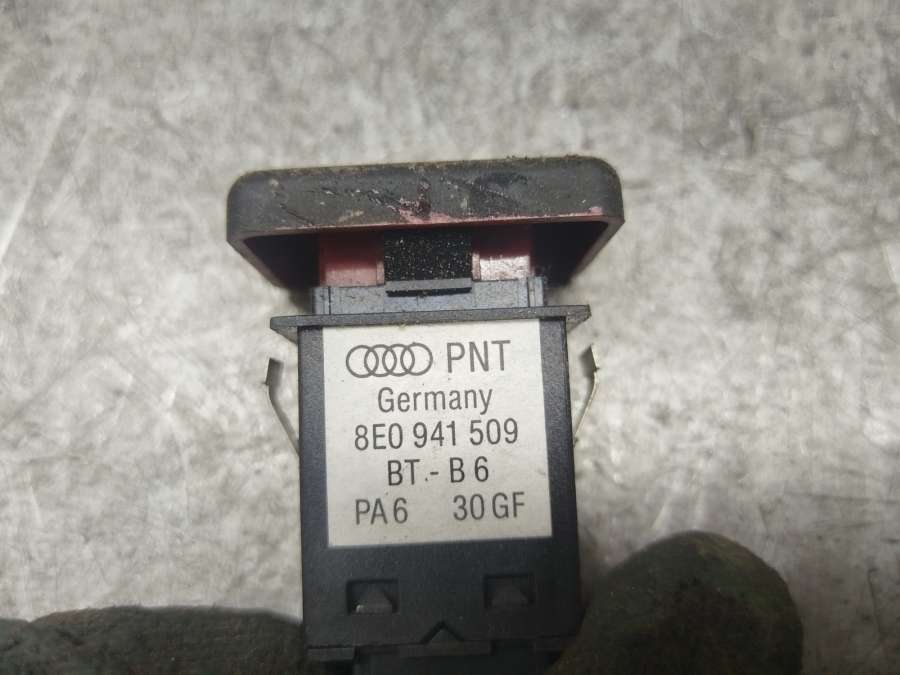 PNT
Germany
8E0 941 509
BT - B 6
PA 6 30 GF